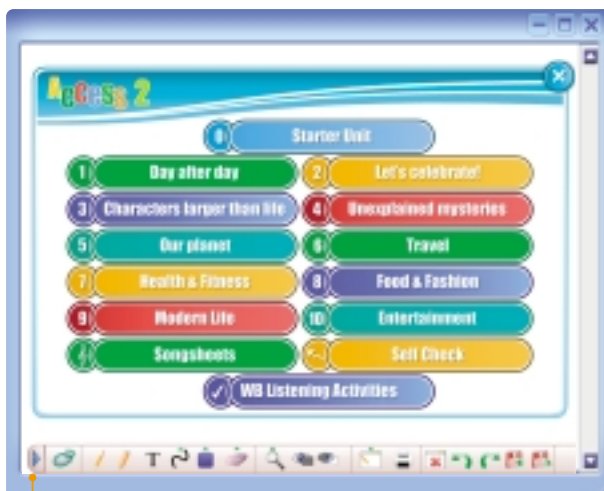 Access 2
0 Starter Unit
1 Day after day
2 Let's celebrate!
3 Characters larger than life
4 Unexplained mysteries
5 Our planet
6 Travel
7 Health & Fitness
8 Food & Fashion
9 Modern Life
10 Entertainment
Songsheets
Self Check
WB Listening Activities
T